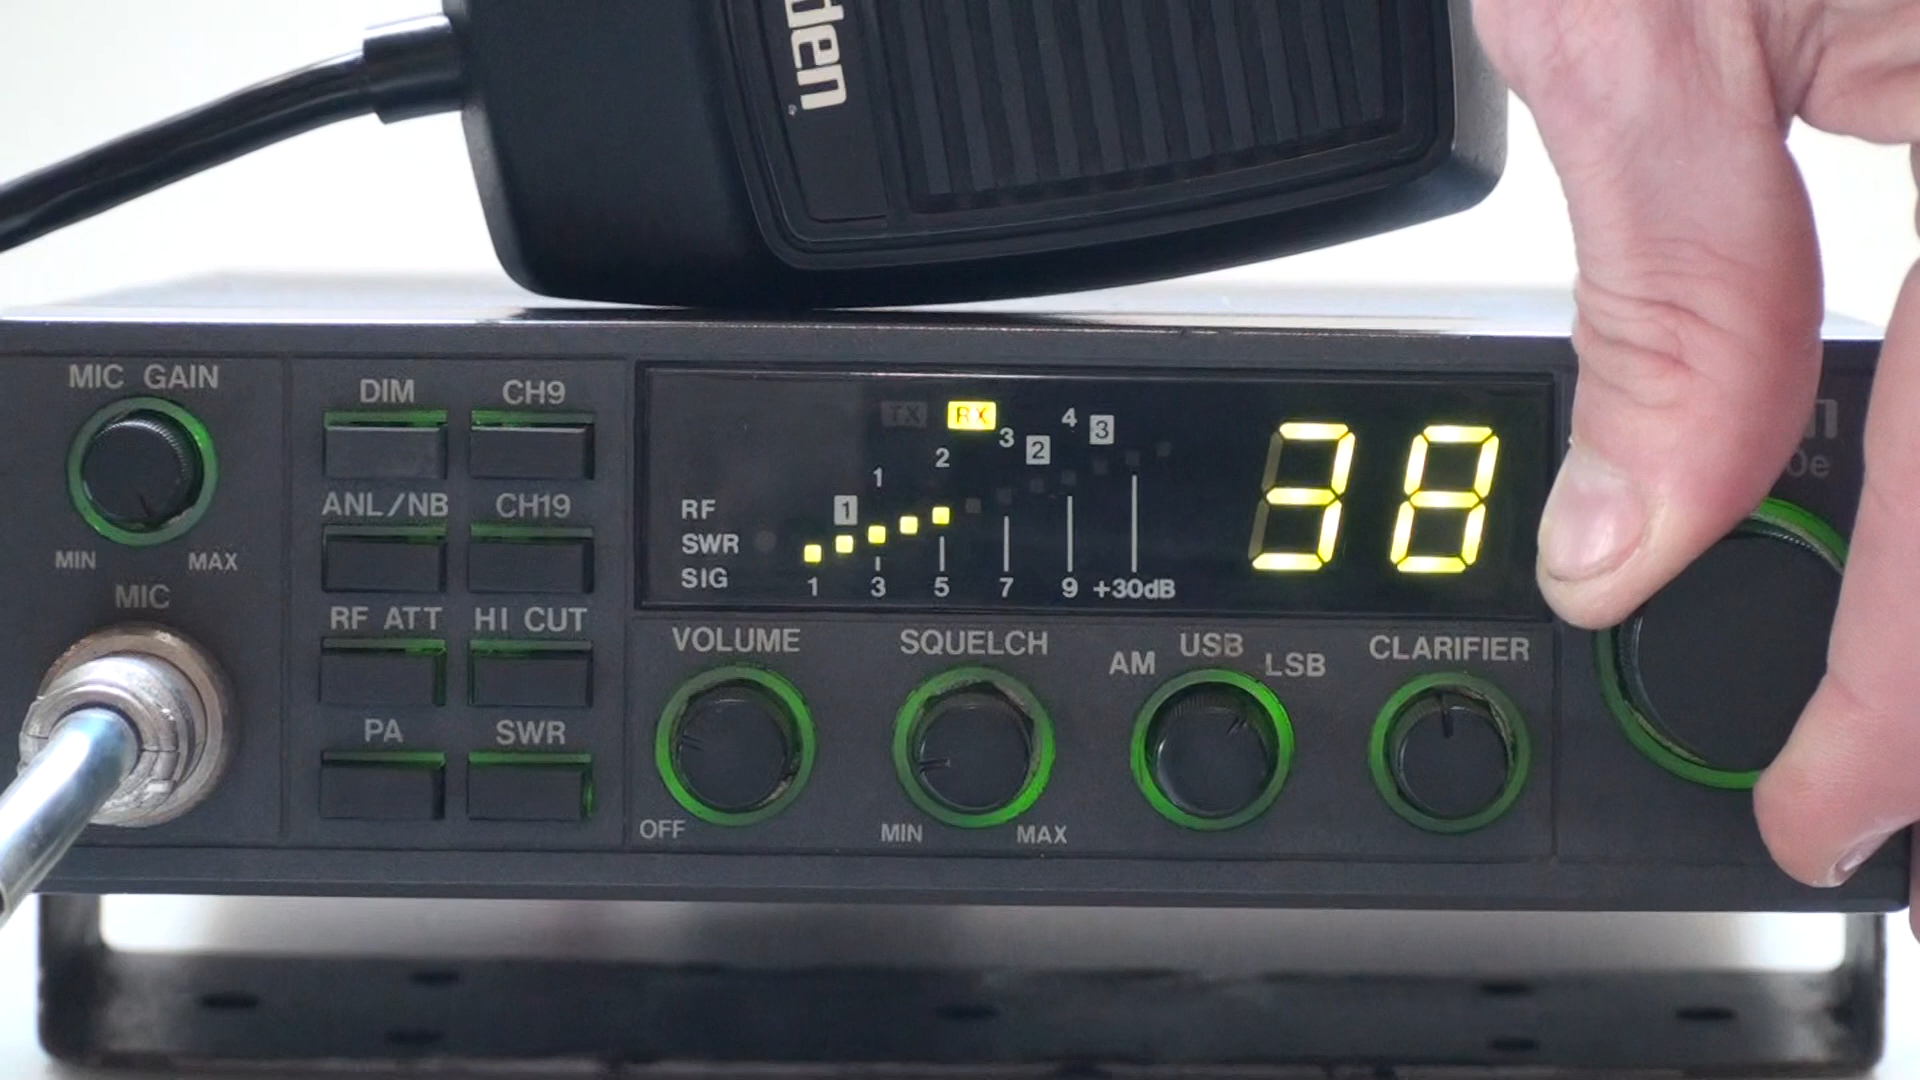 den
MIC GAIN
MIN MAX
MIC
DIM CH9
ANL/NB CH19
RF ATT HI CUT
PA SWR
TX RX
1 1 2 3 2 4 3
RF
SWR
SIG
1 3 5 7 9 +30dB
38
VOLUME
OFF
SQUELCH
MIN MAX
AM USB LSB
CLARIFIER
0e